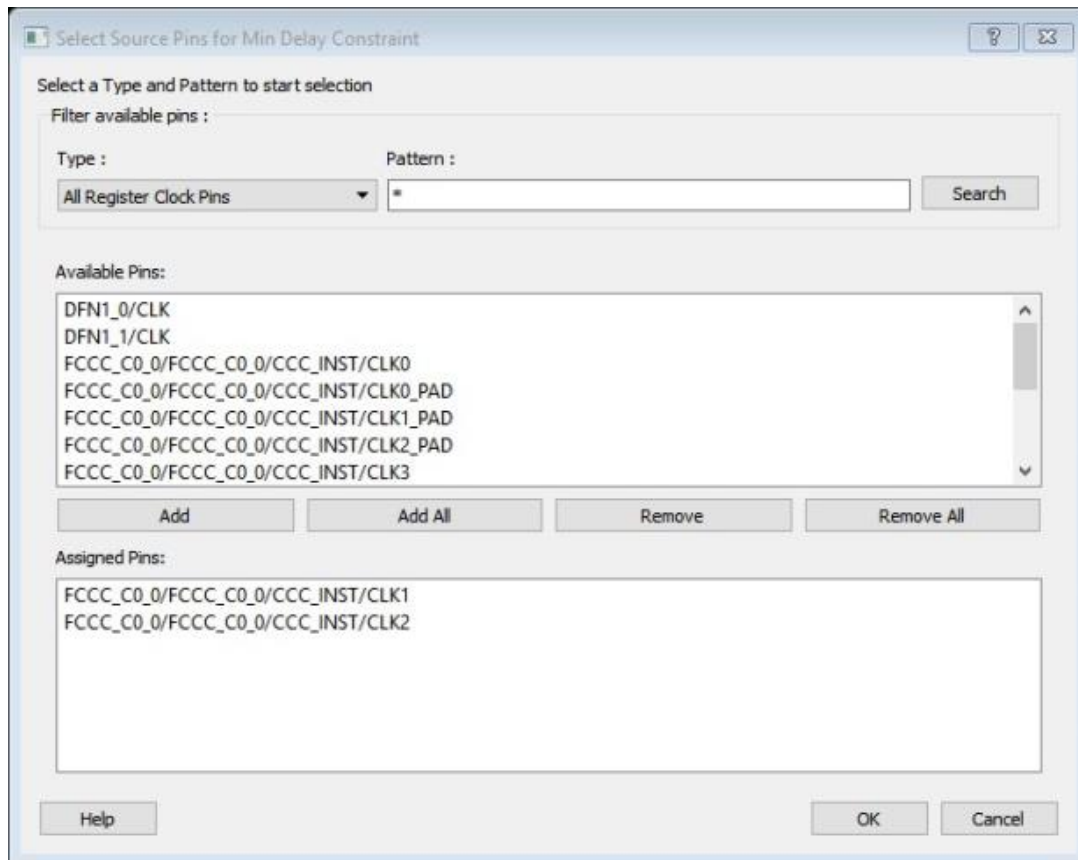 Select Source Pins for Min Delay Constraint
Select a Type and Pattern to start selection
Filter available pins :
Type : Pattern :
All Register Clock Pins * Search
Available Pins:
DFN1_0/CLK
DFN1_1/CLK
FCCC_C0_0/FCCC_C0_0/CCC_INST/CLK0
FCCC_C0_0/FCCC_C0_0/CCC_INST/CLK0_PAD
FCCC_C0_0/FCCC_C0_0/CCC_INST/CLK1_PAD
FCCC_C0_0/FCCC_C0_0/CCC_INST/CLK2_PAD
FCCC_C0_0/FCCC_C0_0/CCC_INST/CLK3
Add Add All Remove Remove All
Assigned Pins:
FCCC_C0_0/FCCC_C0_0/CCC_INST/CLK1
FCCC_C0_0/FCCC_C0_0/CCC_INST/CLK2
Help OK Cancel